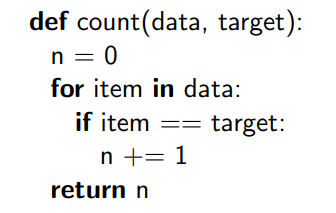 def count(data, target):
n = 0
for item in data:
if item == target:
n += 1
return n